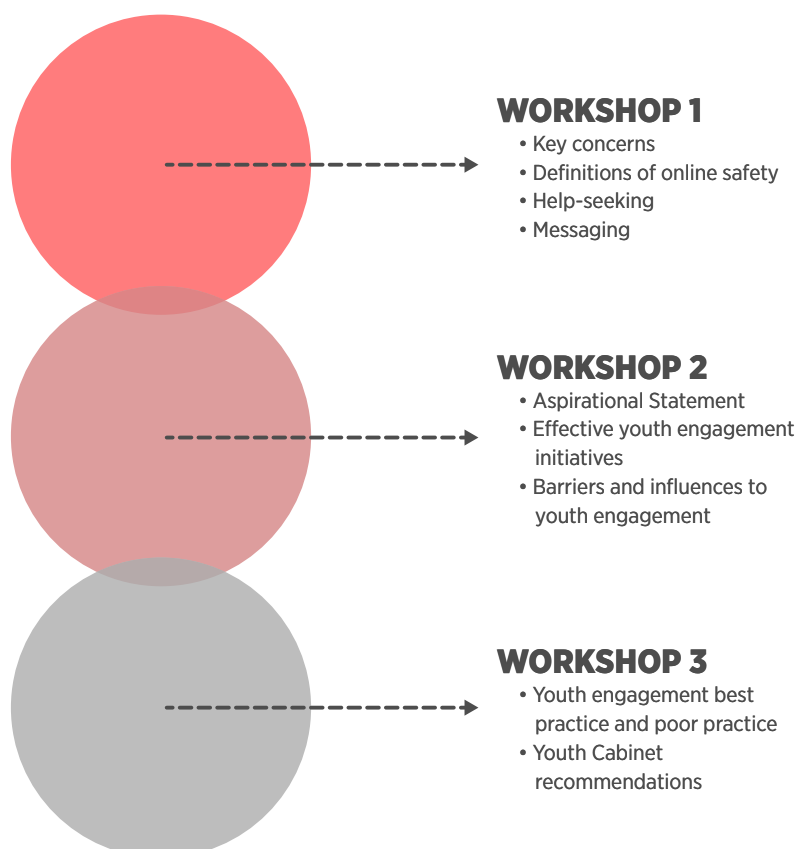 WORKSHOP 1
• Key concerns
• Definitions of online safety
• Help-seeking
• Messaging
WORKSHOP 2
• Aspirational Statement
• Effective youth engagement
initiatives
• Barriers and influences to
youth engagement
WORKSHOP 3
• Youth engagement best
practice and poor practice
• Youth Cabinet
recommendations